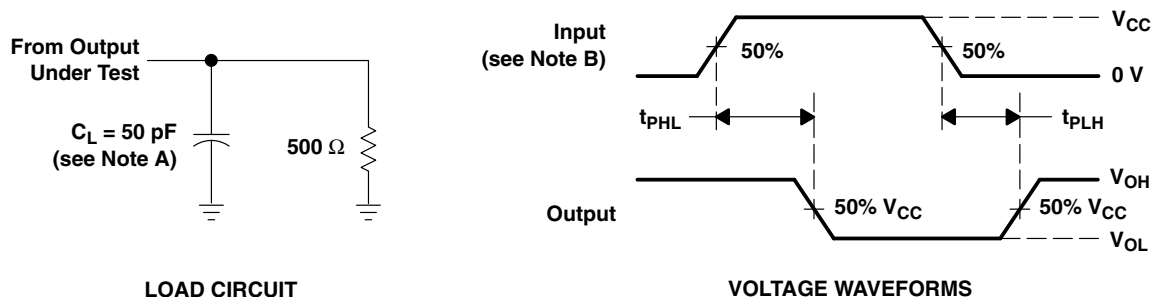 From Output
Under Test
C_L = 50 pF
(see Note A)
500 Ω
LOAD CIRCUIT
Input
(see Note B)
50%
50%
V_CC
0 V
t_PHL
t_PLH
Output
50% V_CC
50% V_CC
V_OH
V_OL
VOLTAGE WAVEFORMS